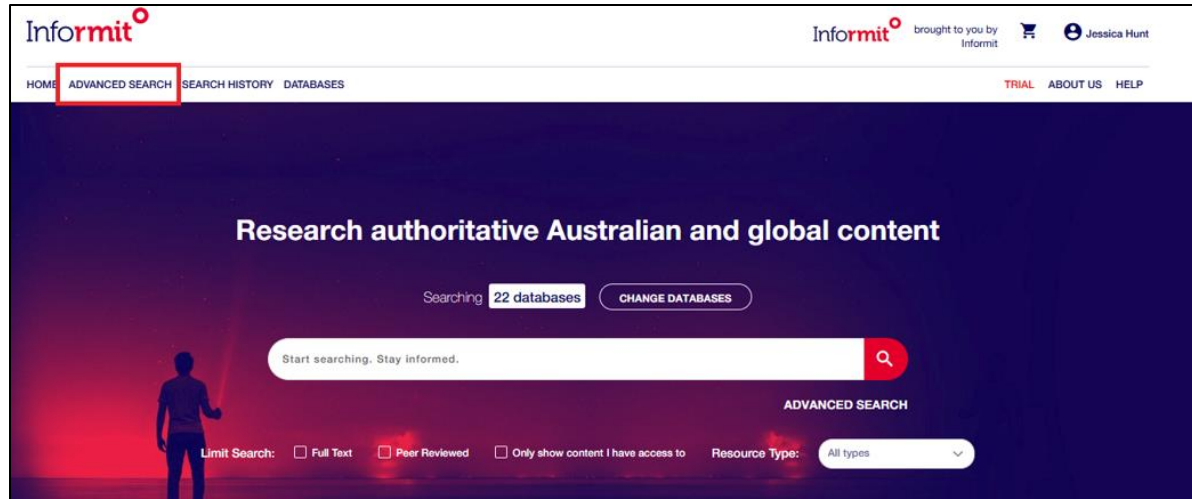 Informit
Informit brought to you by Informit Jessica Hunt
HOME ADVANCED SEARCH SEARCH HISTORY DATABASES TRIAL ABOUT US HELP
Research authoritative Australian and global content
Searching 22 databases CHANGE DATABASES
Start searching. Stay informed.
ADVANCED SEARCH
Limit Search: Full Text Peer Reviewed Only show content I have access to Resource Type: All types